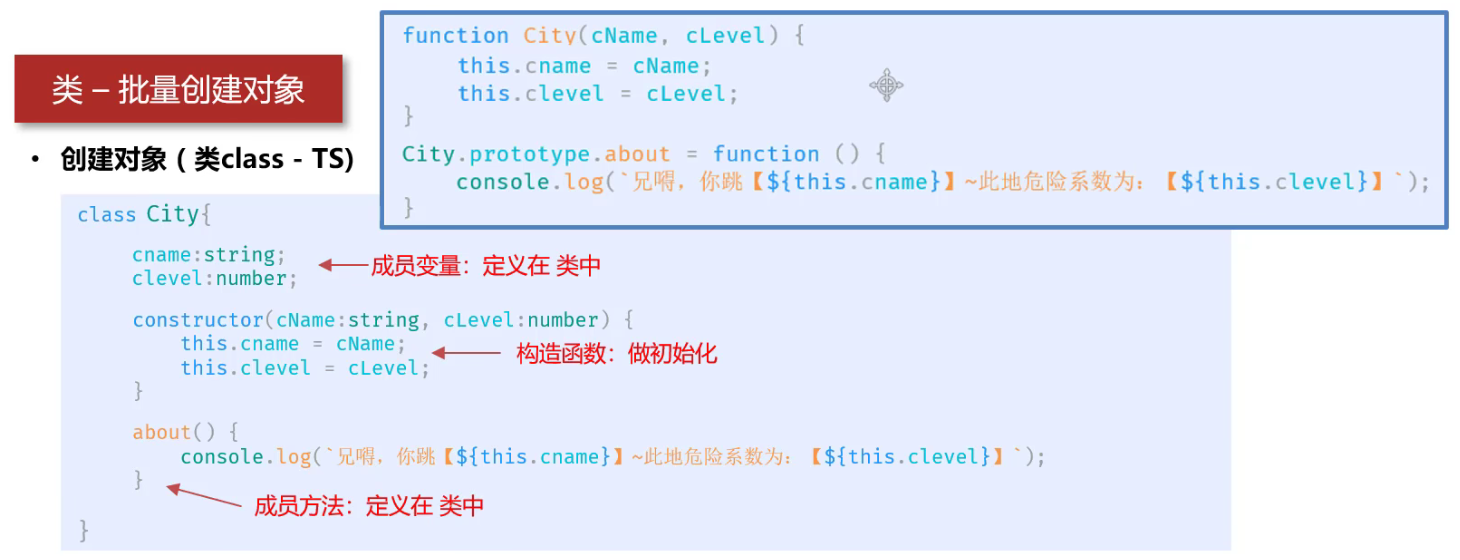 类 – 批量创建对象
• 创建对象 ( 类class - TS)
function City(cName, cLevel) {
this.cname = cName;
this.clevel = cLevel;
}
City.prototype.about = function () {
console.log(`兄嘚，你跳【${this.cname}】~此地危险系数为：【${this.clevel}】`);
}
class City{
cname:string;
clevel:number;
成员变量：定义在 类中
constructor(cName:string, cLevel:number) {
this.cname = cName;
this.clevel = cLevel;
}
构造函数：做初始化
about() {
console.log(`兄嘚，你跳【${this.cname}】~此地危险系数为：【${this.clevel}】`);
}
成员方法：定义在 类中
}